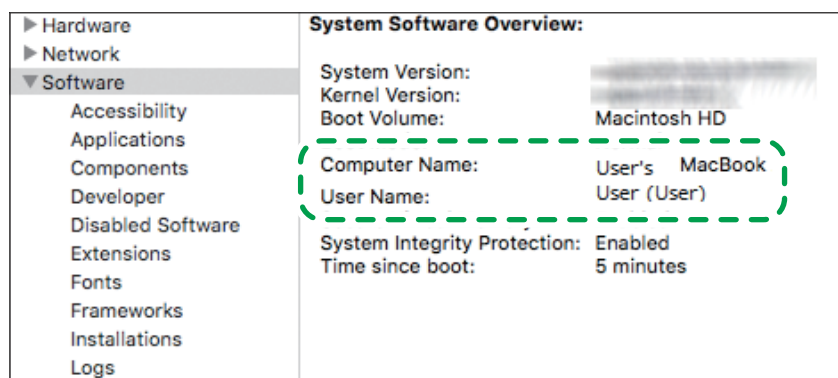 Hardware
Network
Software
Accessibility
Applications
Components
Developer
Disabled Software
Extensions
Fonts
Frameworks
Installations
Logs
System Software Overview:
System Version:
Kernel Version:
Boot Volume: Macintosh HD
Computer Name: User's MacBook
User Name: User (User)
System Integrity Protection: Enabled
Time since boot: 5 minutes